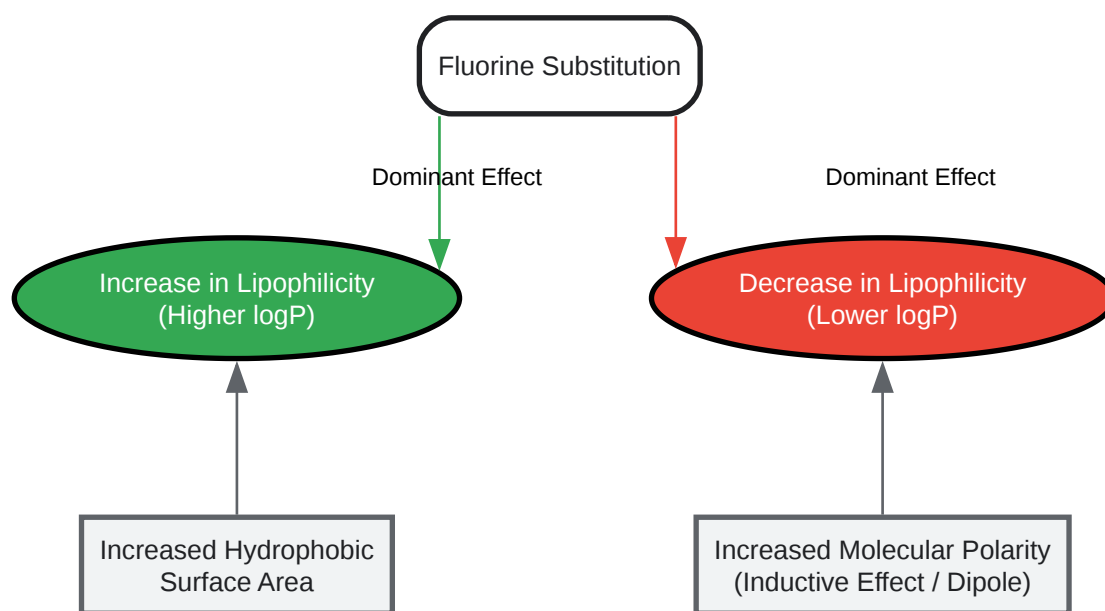 Fluorine Substitution
Dominant Effect
Dominant Effect
Increase in Lipophilicity
(Higher logP)
Decrease in Lipophilicity
(Lower logP)
Increased Hydrophobic
Surface Area
Increased Molecular Polarity
(Inductive Effect / Dipole)